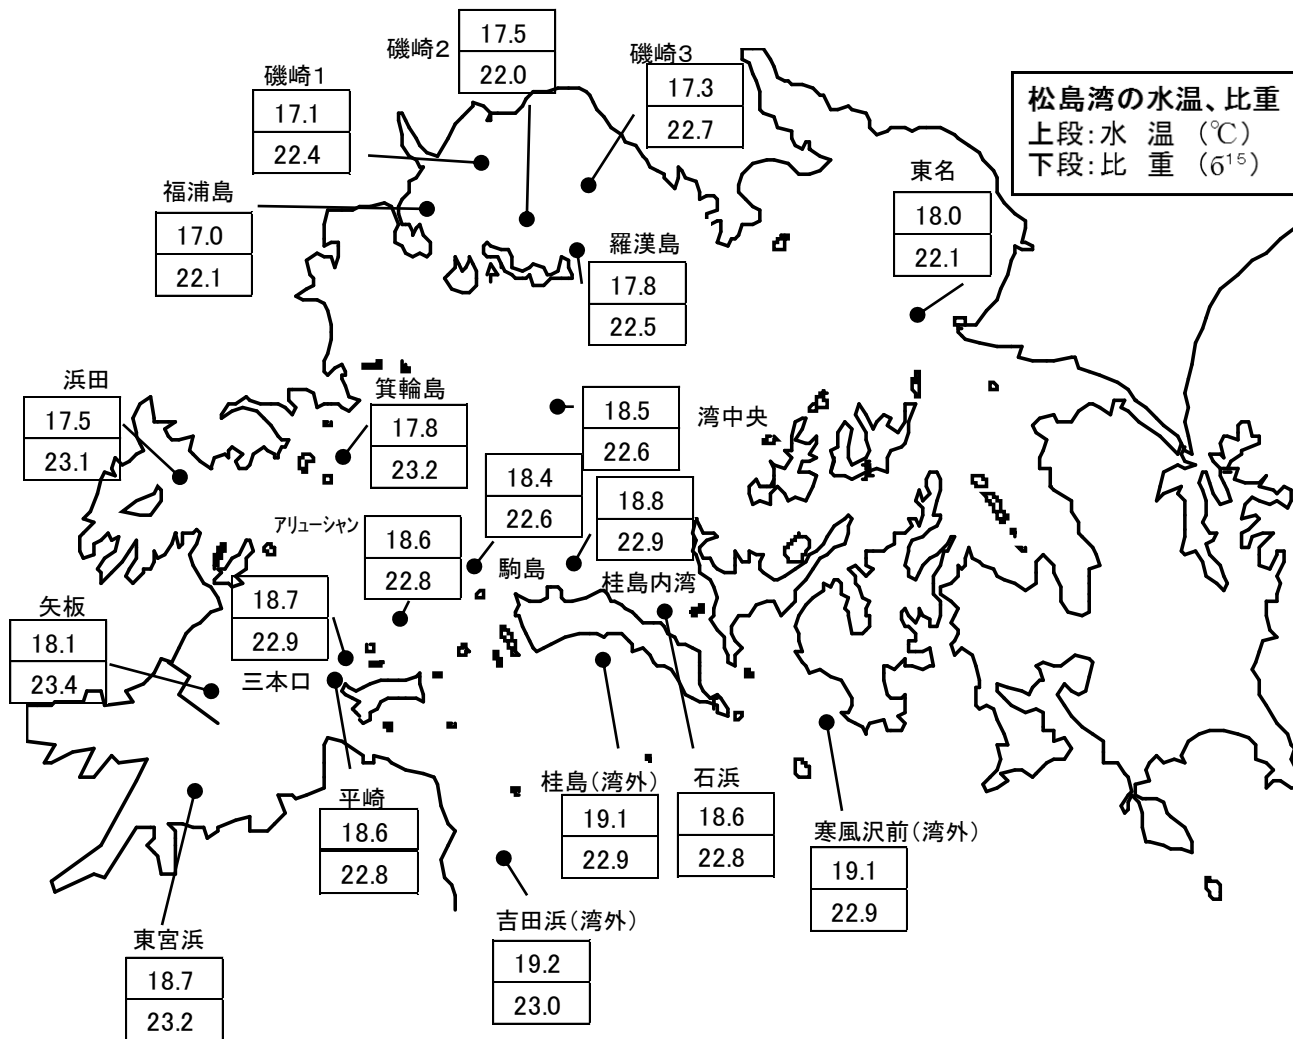 磯崎2
17.5
22.0
磯崎3
17.3
22.7
磯崎1
17.1
22.4
松島湾の水温、比重
上段:水 温 (℃)
下段:比 重 (б¹⁵)
東名
18.0
22.1
福浦島
17.0
22.1
羅漢島
17.8
22.5
浜田
17.5
23.1
箕輪島
17.8
23.2
18.5
22.6
湾中央
18.4
22.6
駒島
18.8
22.9
桂島内湾
アリューシャン
18.6
22.8
18.7
22.9
三本口
矢板
18.1
23.4
平崎
18.6
22.8
桂島(湾外)
19.1
22.9
石浜
18.6
22.8
寒風沢前(湾外)
19.1
22.9
吉田浜(湾外)
19.2
23.0
東宮浜
18.7
23.2